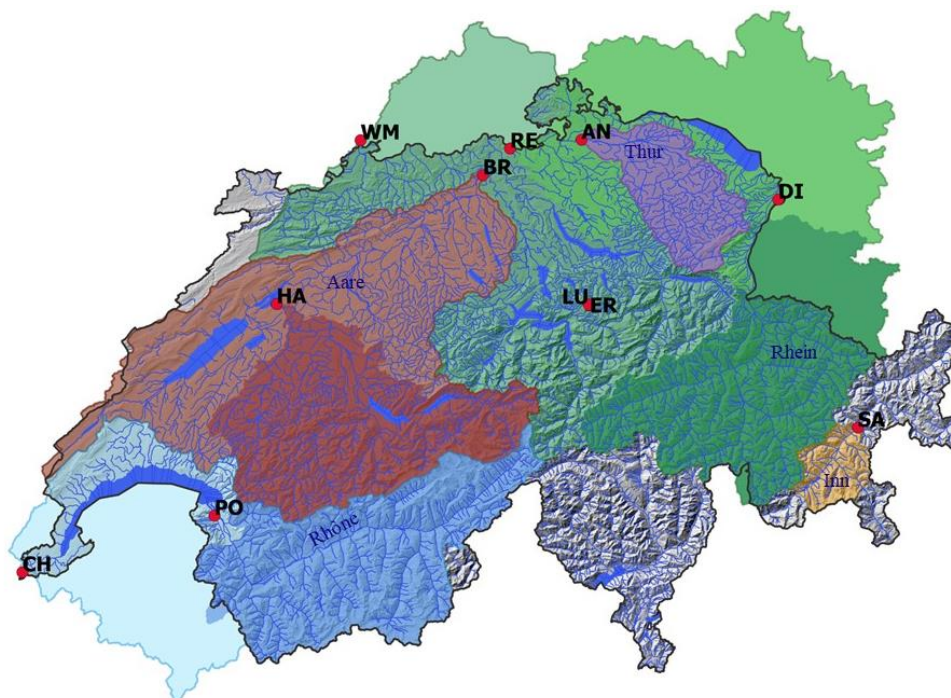 WM
RE
AN
Thur
BR
DI
Aare
HA
LU
ER
Rhein
SA
Inn
PO
Rhône
CH